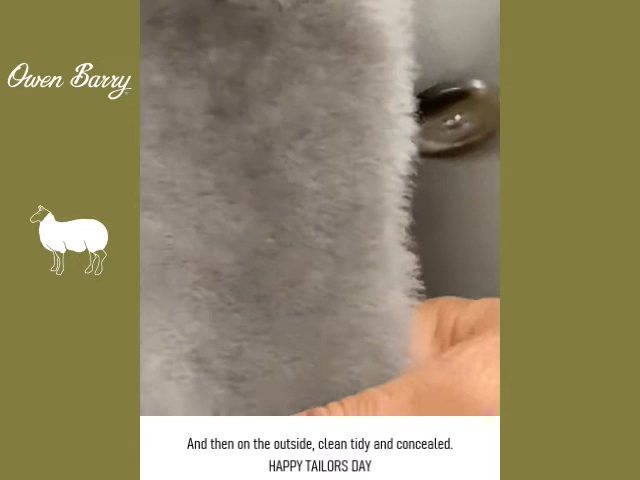 Owen Barry
And then on the outside, clean tidy and concealed.
HAPPY TAILORS DAY